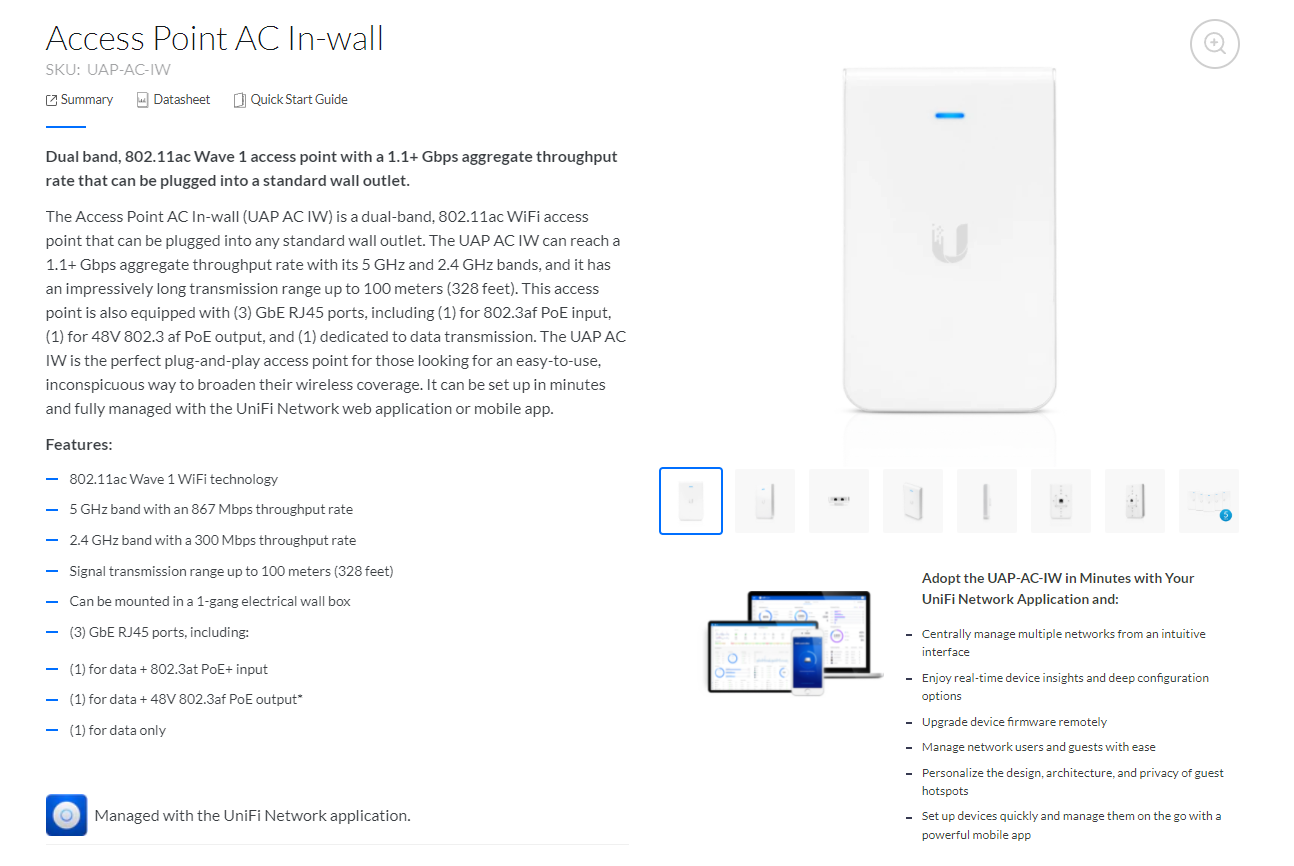 Access Point AC In-wall
SKU: UAP-AC-IW
Summary
Datasheet
Quick Start Guide
Dual band, 802.11ac Wave 1 access point with a 1.1+ Gbps aggregate throughput
rate that can be plugged into a standard wall outlet.
The Access Point AC In-wall (UAP AC IW) is a dual-band, 802.11ac WiFi access
point that can be plugged into any standard wall outlet. The UAP AC IW can reach a
1.1+ Gbps aggregate throughput rate with its 5 GHz and 2.4 GHz bands, and it has
an impressively long transmission range up to 100 meters (328 feet). This access
point is also equipped with (3) GbE RJ45 ports, including (1) for 802.3af PoE input,
(1) for 48V 802.3 af PoE output, and (1) dedicated to data transmission. The UAP AC
IW is the perfect plug-and-play access point for those looking for an easy-to-use,
inconspicuous way to broaden their wireless coverage. It can be set up in minutes
and fully managed with the UniFi Network web application or mobile app.
Features:
802.11ac Wave 1 WiFi technology
5 GHz band with an 867 Mbps throughput rate
2.4 GHz band with a 300 Mbps throughput rate
Signal transmission range up to 100 meters (328 feet)
Can be mounted in a 1-gang electrical wall box
(3) GbE RJ45 ports, including:
(1) for data + 802.3at PoE+ input
(1) for data + 48V 802.3af PoE output*
(1) for data only
Managed with the UniFi Network application.
5
Adopt the UAP-AC-IW in Minutes with Your
UniFi Network Application and:
Centrally manage multiple networks from an intuitive
interface
Enjoy real-time device insights and deep configuration
options
Upgrade device firmware remotely
Manage network users and guests with ease
Personalize the design, architecture, and privacy of guest
hotspots
Set up devices quickly and manage them on the go with a
powerful mobile app